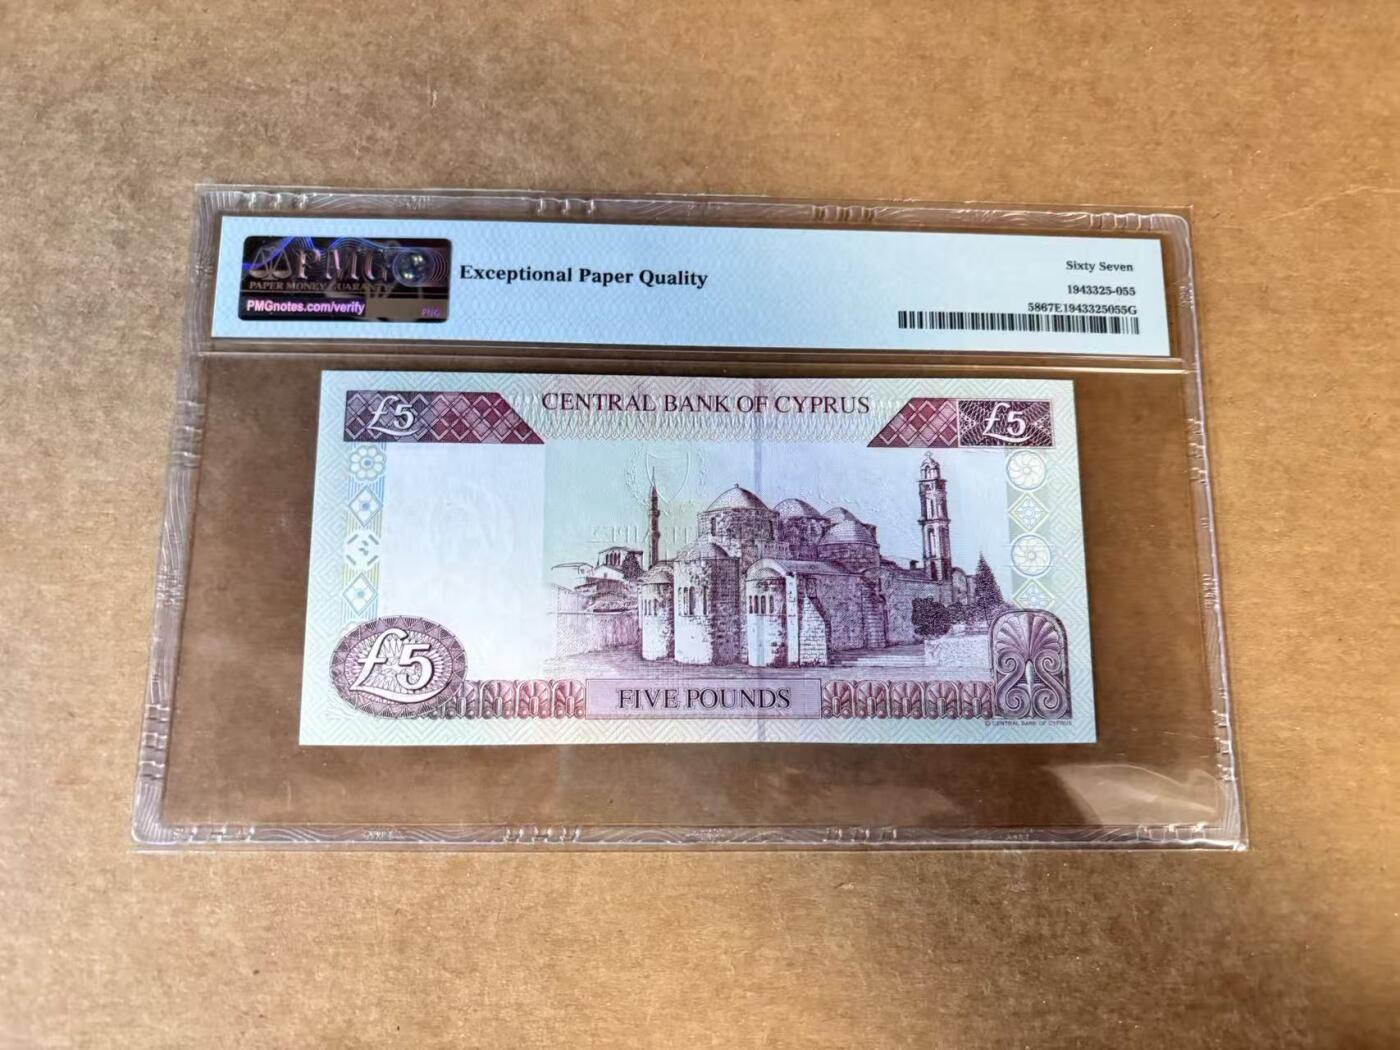 PMG
PAPER MONEY GUARANTY
PMGnotes.com/verify
PNG
Exceptional Paper Quality
Sixty Seven
1943325-055
5867E1943325055G
£5
CENTRAL BANK OF CYPRUS
£5
£5
FIVE POUNDS
© CENTRAL BANK OF CYPRUS